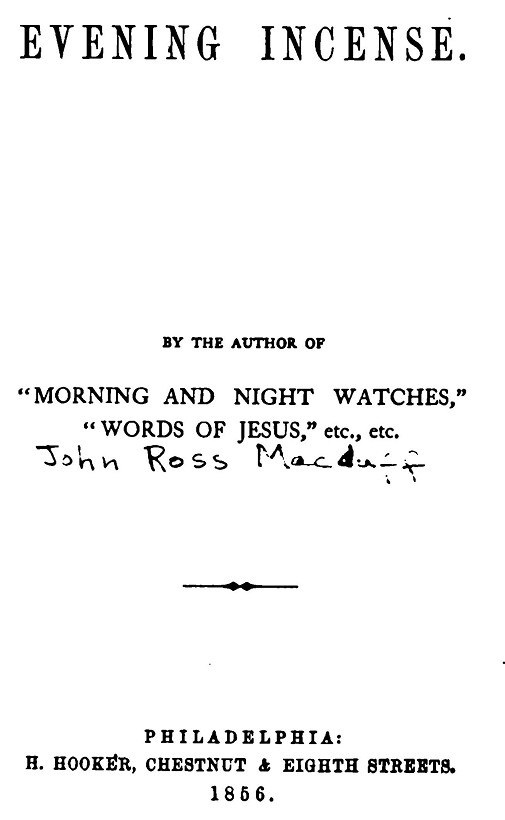 EVENING INCENSE.
BY THE AUTHOR OF
“MORNING AND NIGHT WATCHES,”
“WORDS OF JESUS,” etc., etc.
John Ross Macduff
PHILADELPHIA:
H. HOOKER, CHESTNUT & EIGHTH STREETS.
1856.